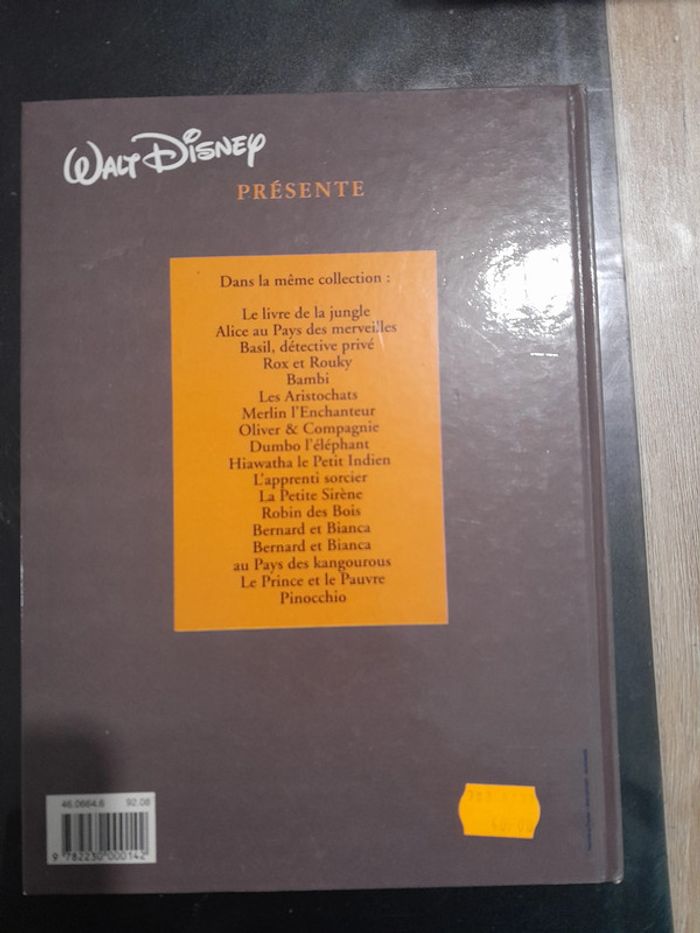 WALT DISNEY
PRÉSENTE
Dans la même collection :
Le livre de la jungle
Alice au Pays des merveilles
Basil, détective privé
Rox et Rouky
Bambi
Les Aristochats
Merlin l'Enchanteur
Oliver & Compagnie
Dumbo l'éléphant
Hiawatha le Petit Indien
L'apprenti sorcier
La Petite Sirène
Robin des Bois
Bernard et Bianca
Bernard et Bianca
au Pays des kangourous
Le Prince et le Pauvre
Pinocchio
46.0664.6 92.08
9 782230 000142